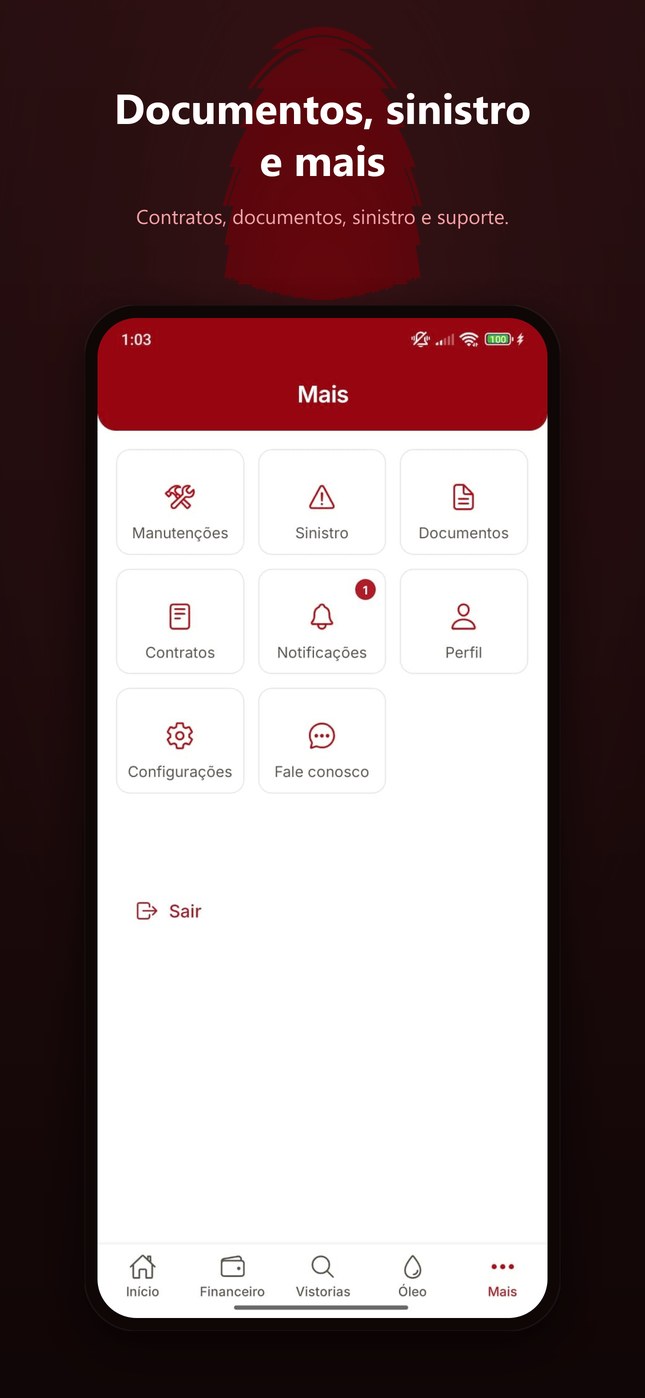 Documentos, sinistro
e mais
Contratos, documentos, sinistro e suporte.
1:03
100
Mais
Manutenções
Sinistro
Documentos
Contratos
1
Notificações
Perfil
Configurações
Fale conosco
Sair
Início
Financeiro
Vistorias
Óleo
Mais